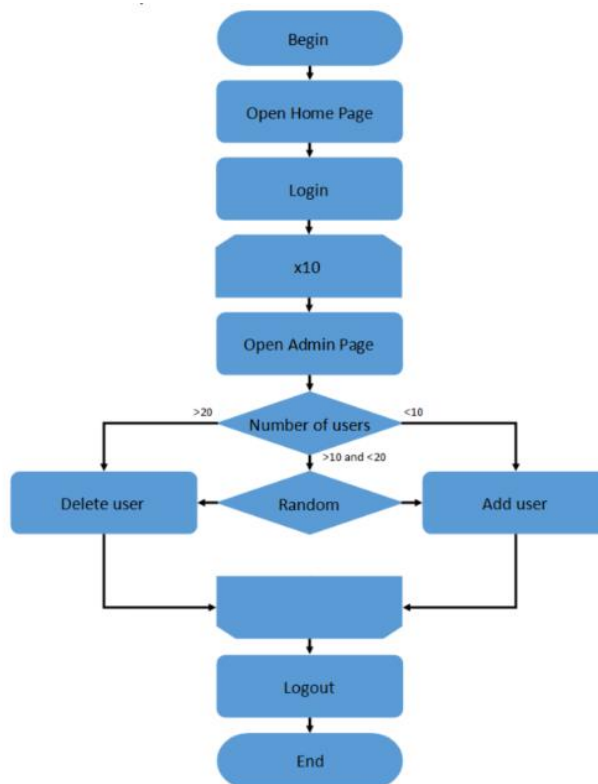 Begin
Open Home Page
Login
x10
Open Admin Page
>20
Number of users
<10
>10 and <20
Delete user
Random
Add user
Logout
End